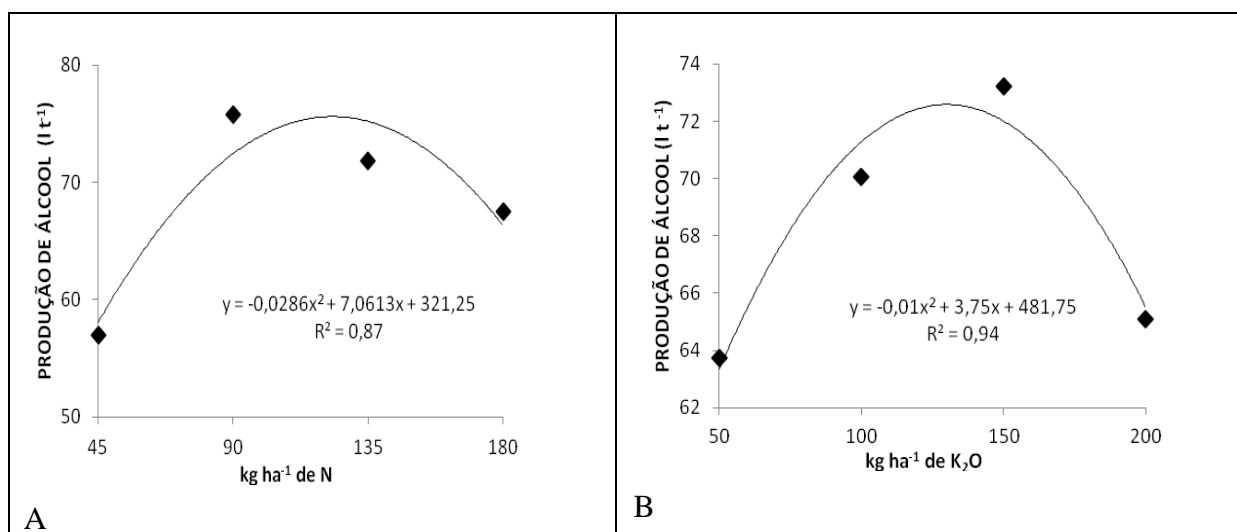 PRODUÇÃO DE ÁLCOOL (l t⁻¹)
80
70
60
50
y = -0,0286x² + 7,0613x + 321,25
R² = 0,87
45 90 135 180
kg ha⁻¹ de N
A
PRODUÇÃO DE ÁLCOOL (l t⁻¹)
74
72
70
68
66
64
62
y = -0,01x² + 3,75x + 481,75
R² = 0,94
50 100 150 200
kg ha⁻¹ de K₂O
B